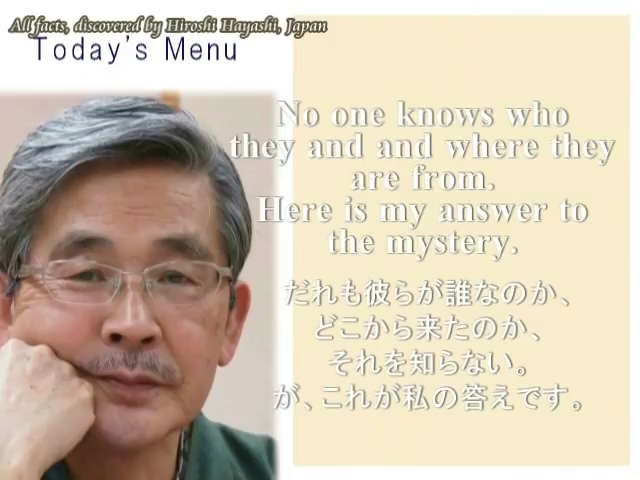 All facts, discovered by Hiroshi Hayashi, Japan
Today's Menu
No one knows who
they and and where they
are from.
Here is my answer to
the mystery.
だれも彼らが誰なのか、
どこから来たのか、
それを知らない。
が、これが私の答えです。